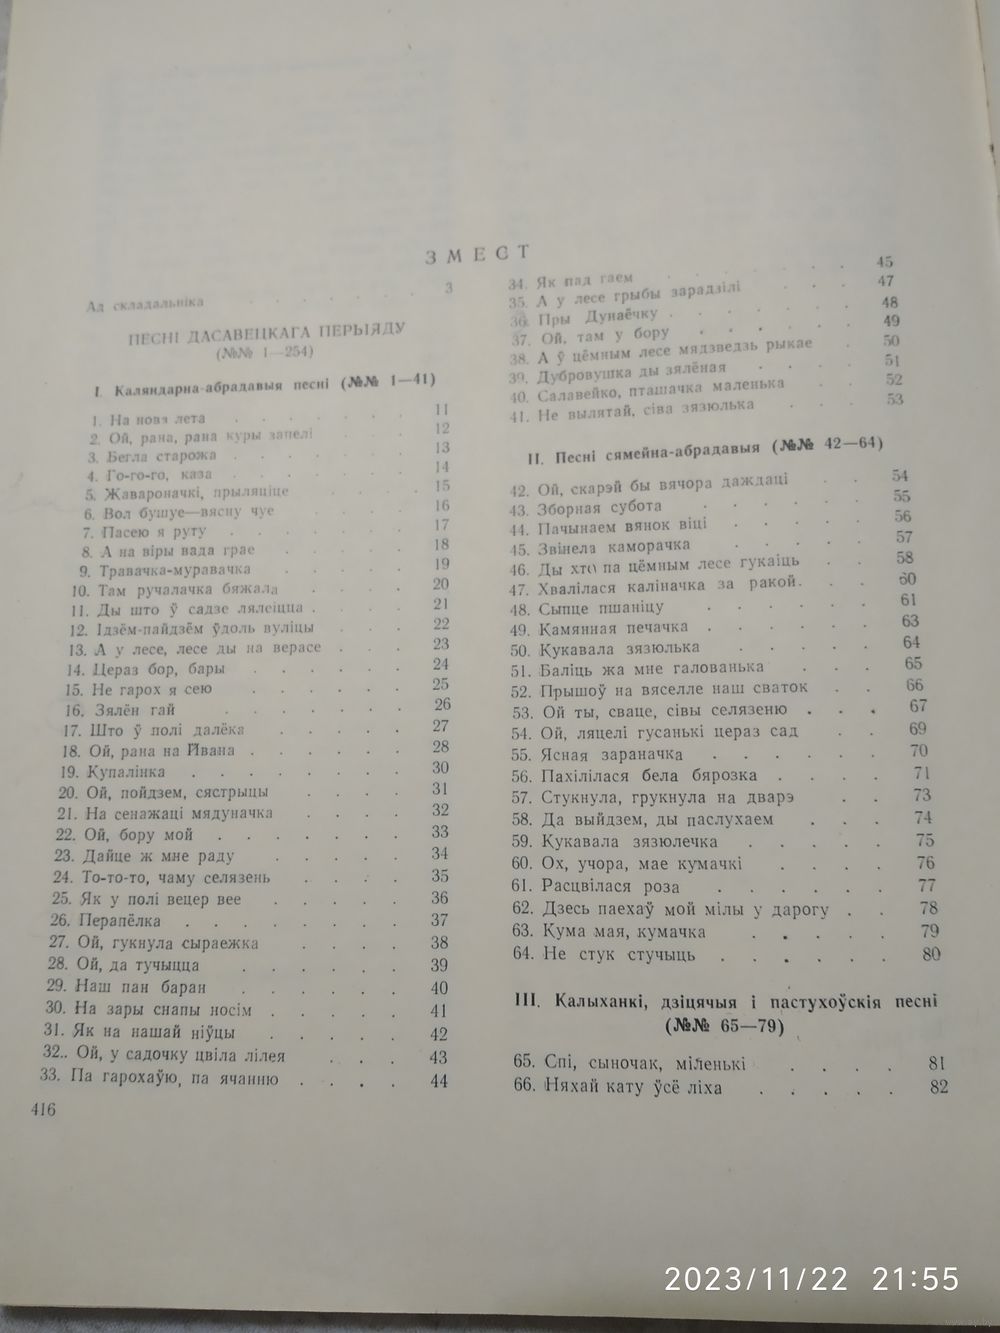 ЗМЕСТ
Ад складальніка 3
ПЕСНІ ДАСАВЕЦКАГА ПЕРЫЯДУ
(№№ 1—254)
I. Каляндарна-абрадавыя песні (№№ 1—41)
1. На новя лета . . . . . 11
2. Ой, рана, рана куры запелі . . . 12
3. Бегла старожа . . . . . 13
4. Го-го-го, каза . . . . . 14
5. Жавароначкі, прыляціце . . . . 15
6. Вол бушуе—вясну чуе . . . . 16
7. Пасею я руту . . . . . 17
8. А на віры вада грае . . . . 18
9. Травачка-муравачка . . . . 19
10. Там ручалачка бяжала . . . . 20
11. Ды што ў садзе лялеіцца . . . . 21
12. Ідзём-пайдзём ўдоль вуліцы . . . 22
13. А у лесе, лесе ды на верасе . . . 23
14. Цераз бор, бары . . . . . 24
15. Не гарох я сею . . . . . 25
16. Зялён гай . . . . . . 26
17. Што ў полі далёка . . . . . 27
18. Ой, рана на Йвана . . . . . 28
19. Купалінка . . . . . . 30
20. Ой, пойдзем, сястрыцы . . . . 31
21. На сенажаці мядуначка . . . . 32
22. Ой, бору мой . . . . . . 33
23. Дайце ж мне раду . . . . . 34
24. То-то-то, чаму селязень . . . . 35
25. Як у полі вецер вее . . . . . 36
26. Перапёлка . . . . . . . 37
27. Ой, гукнула сыраежка . . . . 38
28. Ой, да тучыцца . . . . . . 39
29. Наш пан баран . . . . . . 40
30. На зары снапы носім . . . . . 41
31. Як на нашай ніўцы . . . . . 42
32.. Ой, у садочку цвіла лілея . . . 43
33. Па гарохаўю, па ячанню . . . . 44
416
34. Як пад гаем . . . . . 45
35. А у лесе грыбы зарадзілі . . . 47
36. Пры Дунаёчку . . . . . 48
37. Ой, там у бору . . . . . 49
38. А ў цёмным лесе мядзведзь рыкае . 50
39. Дубровушка ды зялёная . . . . 51
40. Салавейко, пташачка маленька . . 52
41. Не вылятай, сіва зязюлька . . . 53
II. Песні сямейна-абрадавыя (№№ 42—64)
42. Ой, скарэй бы вячора даждаці . . 54
43. Зборная субота . . . . . 55
44. Пачынаем вянок віці . . . . 56
45. Звінела каморачка . . . . . 57
46. Ды хто па цёмным лесе гукаіць . . 58
47. Хвалілася каліначка за ракой . . . 60
48. Сыпце пшаніцу . . . . . . 61
49. Камянная печачка . . . . . 63
50. Кукавала зязюлька . . . . . 64
51. Баліць жа мне галованька . . . 65
52. Прышоў на вяселле наш сваток . . 66
53. Ой ты, сваце, сівы селязеню . . . 67
54. Ой, ляцелі гусанькі цераз сад . . 69
55. Ясная зараначка . . . . . 70
56. Пахілілася бела бярозка . . . . 71
57. Стукнула, грукнула на дварэ . . 73
58. Да выйдзем, ды паслухаем . . . 74
59. Кукавала зязюлечка . . . . . 75
60. Ох, учора, мае кумачкі . . . . 76
61. Расцвілася роза . . . . . . 77
62. Дзесь паехаў мой мілы у дарогу . . 78
63. Кума мая, кумачка . . . . . 79
64. Не стук стучыць . . . . . . 80
III. Калыханкі, дзіцячыя і пастухоўскія песні
(№№ 65—79)
65. Спі, сыночак, міленькі . . . . 81
66. Няхай кату ўсё ліха . . . . . 82
2023/11/22 21:55
www.ay.by